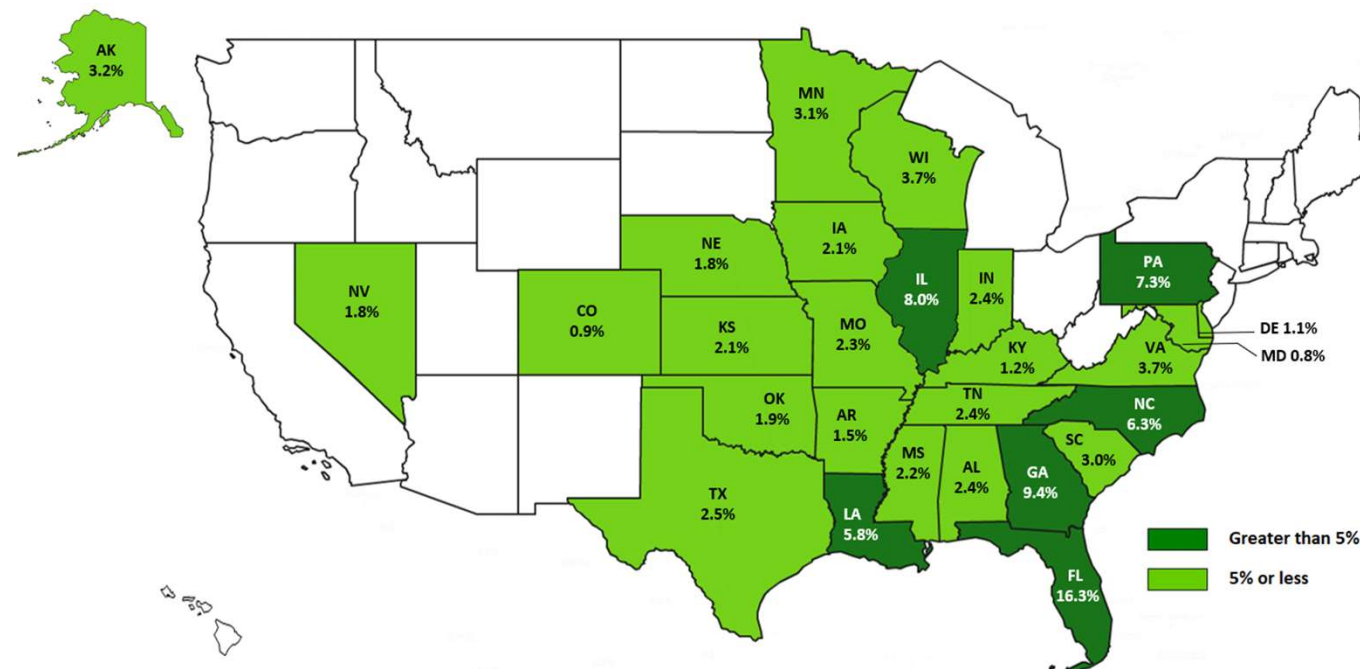 AK
3.2%
MN
3.1%
WI
3.7%
IA
2.1%
NE
1.8%
NV
1.8%
CO
0.9%
KS
2.1%
MO
2.3%
IL
8.0%
IN
2.4%
PA
7.3%
DE 1.1%
MD 0.8%
KY
1.2%
VA
3.7%
OK
1.9%
AR
1.5%
TN
2.4%
NC
6.3%
SC
3.0%
MS
2.2%
AL
2.4%
GA
9.4%
TX
2.5%
LA
5.8%
FL
16.3%
Greater than 5%
5% or less